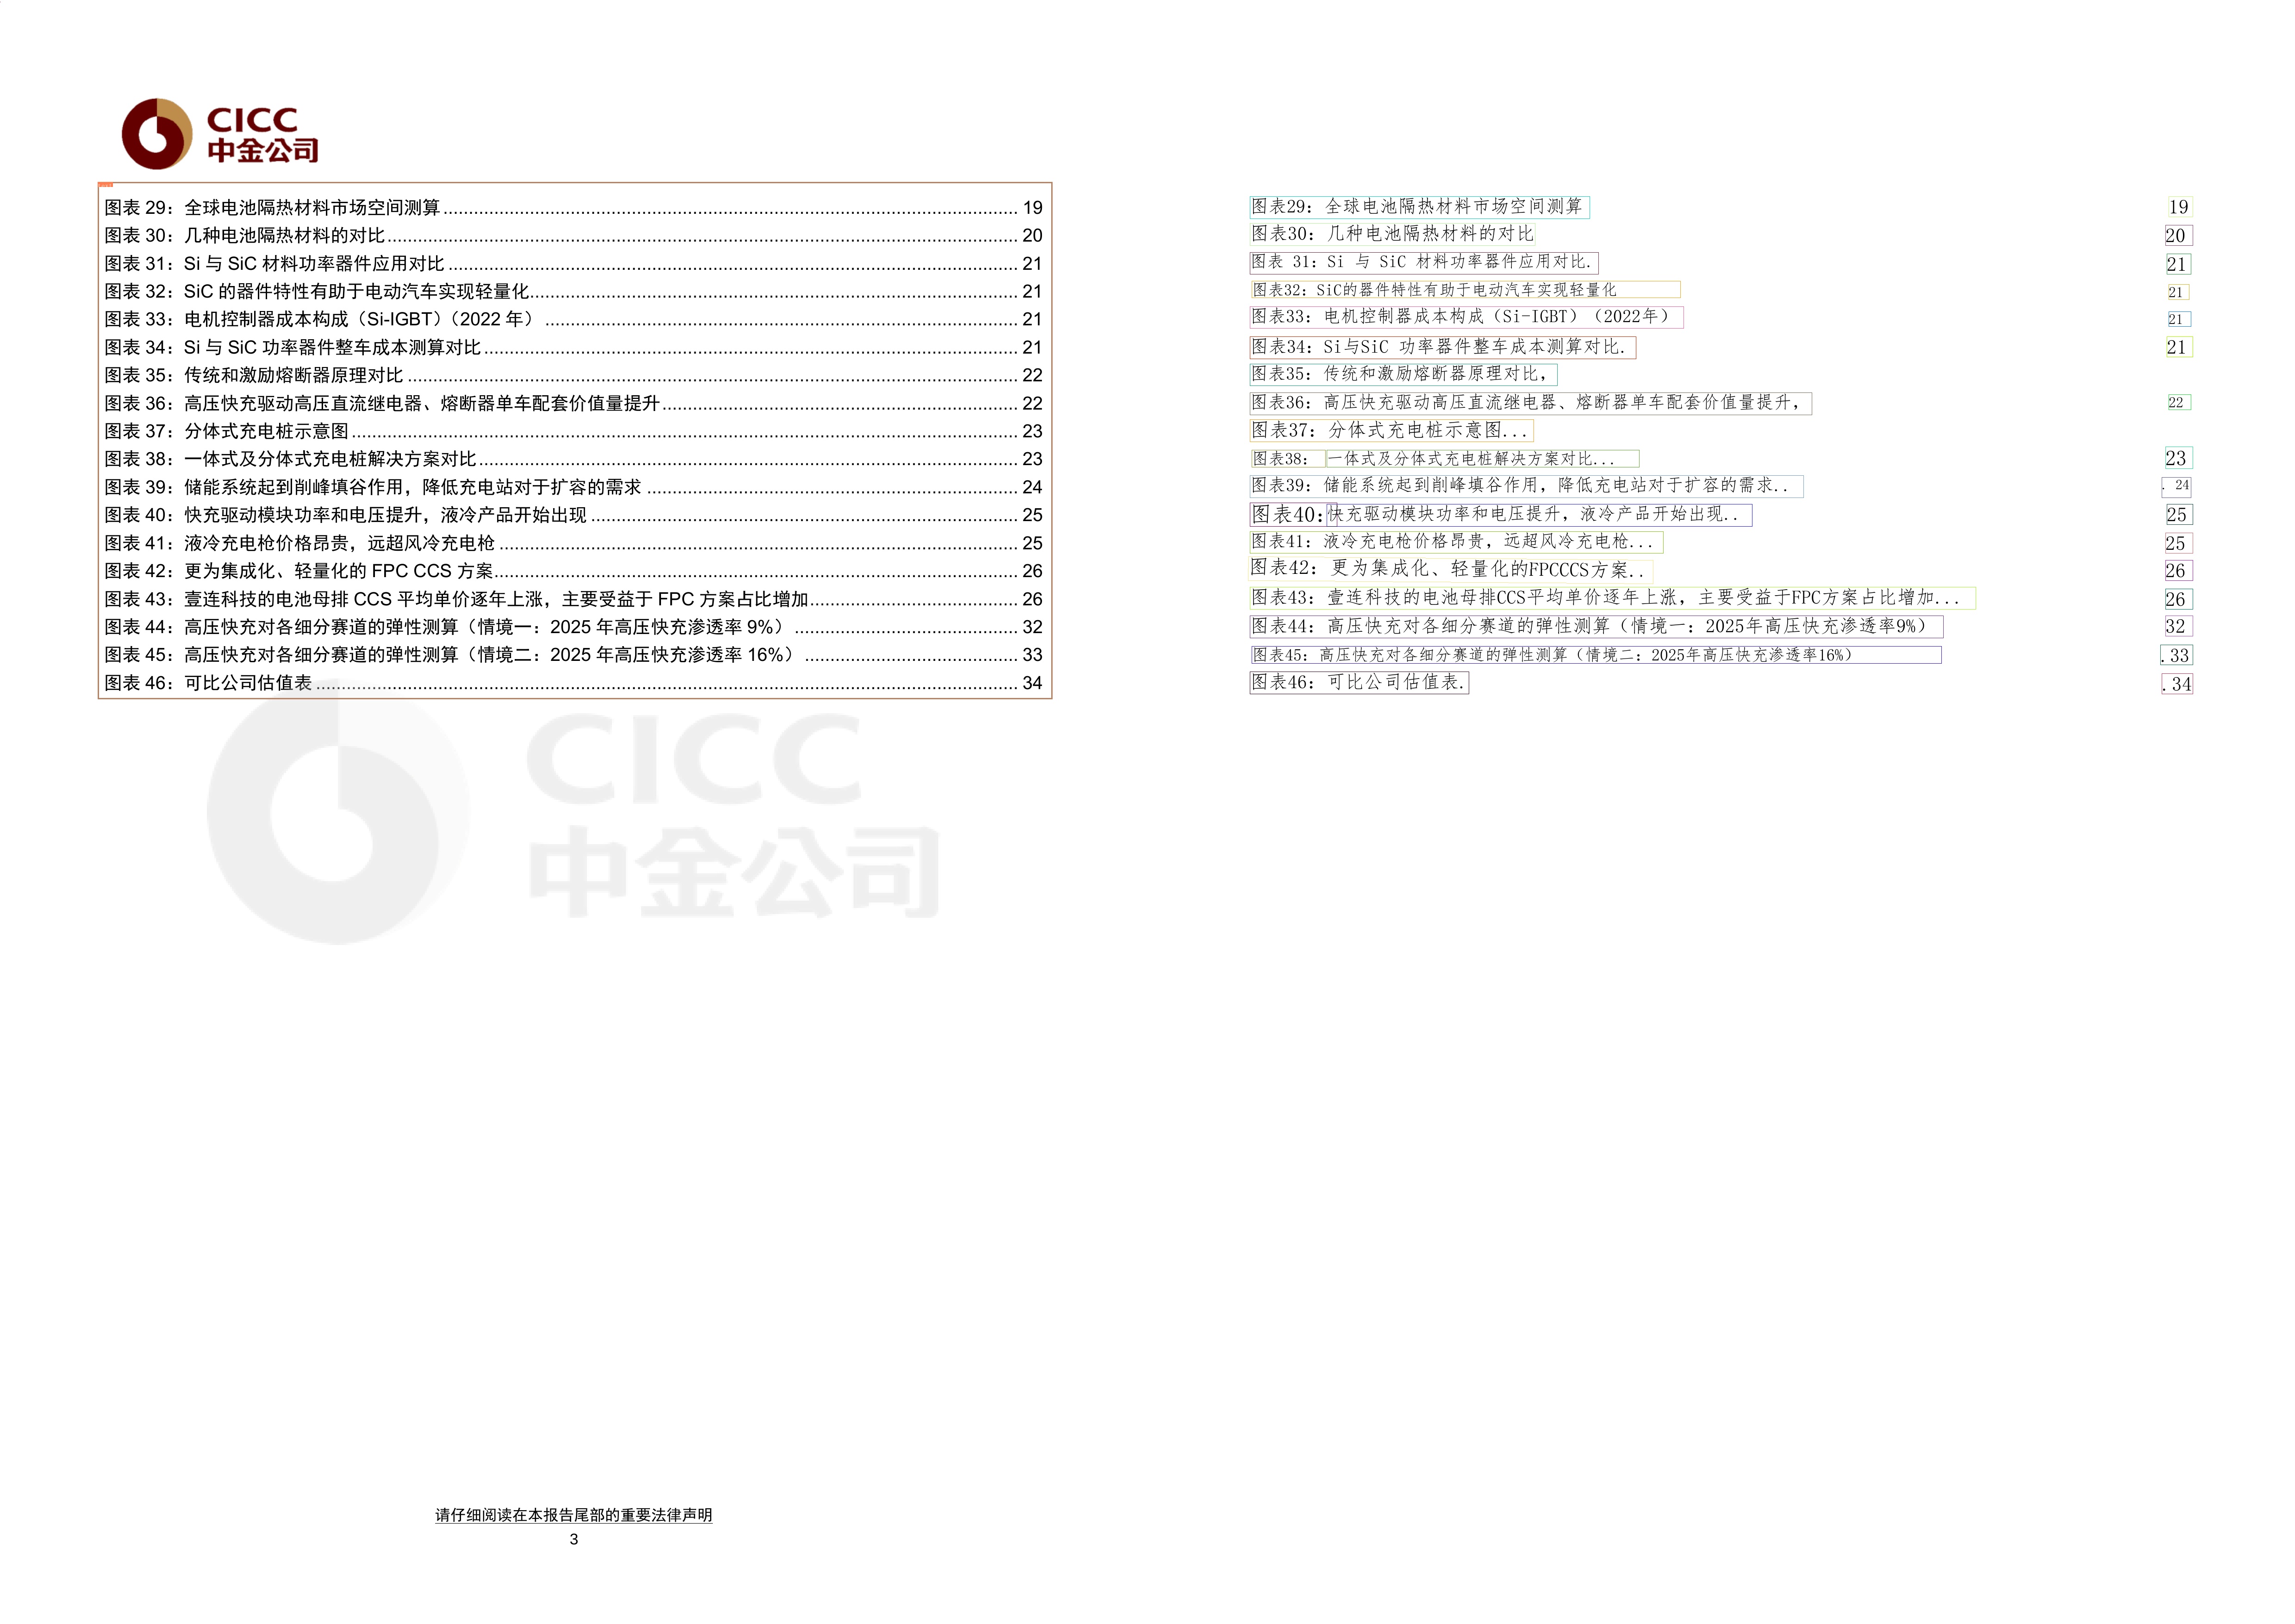 CICC
中金公司
图表 29：全球电池隔热材料市场空间测算 19
图表 30：几种电池隔热材料的对比 20
图表 31：Si 与 SiC 材料功率器件应用对比 21
图表 32：SiC 的器件特性有助于电动汽车实现轻量化 21
图表 33：电机控制器成本构成（Si-IGBT）（2022 年） 21
图表 34：Si 与 SiC 功率器件整车成本测算对比 21
图表 35：传统和激励熔断器原理对比 22
图表 36：高压快充驱动高压直流继电器、熔断器单车配套价值量提升 22
图表 37：分体式充电桩示意图 23
图表 38：一体式及分体式充电桩解决方案对比 23
图表 39：储能系统起到削峰填谷作用，降低充电站对于扩容的需求 24
图表 40：快充驱动模块功率和电压提升，液冷产品开始出现 25
图表 41：液冷充电枪价格昂贵，远超风冷充电枪 25
图表 42：更为集成化、轻量化的 FPC CCS 方案 26
图表 43：壹连科技的电池母排 CCS 平均单价逐年上涨，主要受益于 FPC 方案占比增加 26
图表 44：高压快充对各细分赛道的弹性测算（情境一：2025 年高压快充渗透率 9%） 32
图表 45：高压快充对各细分赛道的弹性测算（情境二：2025 年高压快充渗透率 16%） 33
图表 46：可比公司估值表 34
CICC
中金公司
请仔细阅读在本报告尾部的重要法律声明
3
图表29：全球电池隔热材料市场空间测算 19
图表30：几种电池隔热材料的对比 20
图表 31：Si 与 SiC 材料功率器件应用对比. 21
图表32：SiC的器件特性有助于电动汽车实现轻量化 21
图表33：电机控制器成本构成（Si-IGBT）（2022年） 21
图表34：Si与SiC 功率器件整车成本测算对比. 21
图表35：传统和激励熔断器原理对比，
图表36：高压快充驱动高压直流继电器、熔断器单车配套价值量提升， 22
图表37：分体式充电桩示意图...
图表38： 一体式及分体式充电桩解决方案对比... 23
图表39：储能系统起到削峰填谷作用，降低充电站对于扩容的需求.. . 24
图表40：快充驱动模块功率和电压提升，液冷产品开始出现.. 25
图表41：液冷充电枪价格昂贵，远超风冷充电枪... 25
图表42：更为集成化、轻量化的FPCCCS方案.. 26
图表43：壹连科技的电池母排CCS平均单价逐年上涨，主要受益于FPC方案占比增加... 26
图表44：高压快充对各细分赛道的弹性测算（情境一：2025年高压快充渗透率9%） 32
图表45：高压快充对各细分赛道的弹性测算（情境二：2025年高压快充渗透率16%） .33
图表46：可比公司估值表. .34